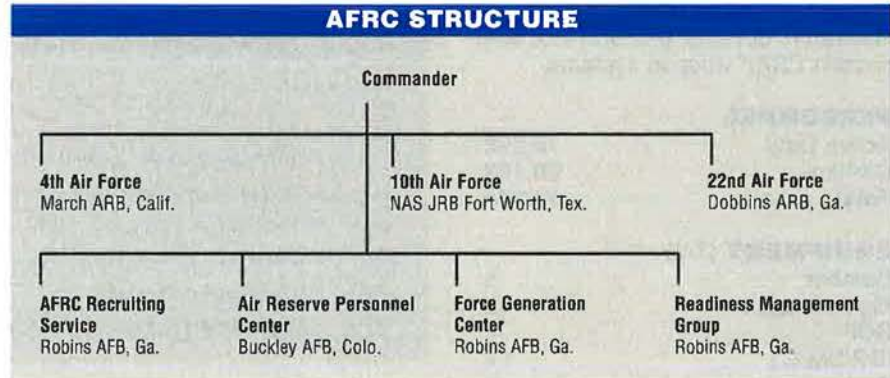 AFRC STRUCTURE
Commander
4th Air Force
March ARB, Calif.
10th Air Force
NAS JRB Fort Worth, Tex.
22nd Air Force
Dobbins ARB, Ga.
AFRC Recruiting
Service
Robins AFB, Ga.
Air Reserve Personnel
Center
Buckley AFB, Colo.
Force Generation
Center
Robins AFB, Ga.
Readiness Management
Group
Robins AFB, Ga.